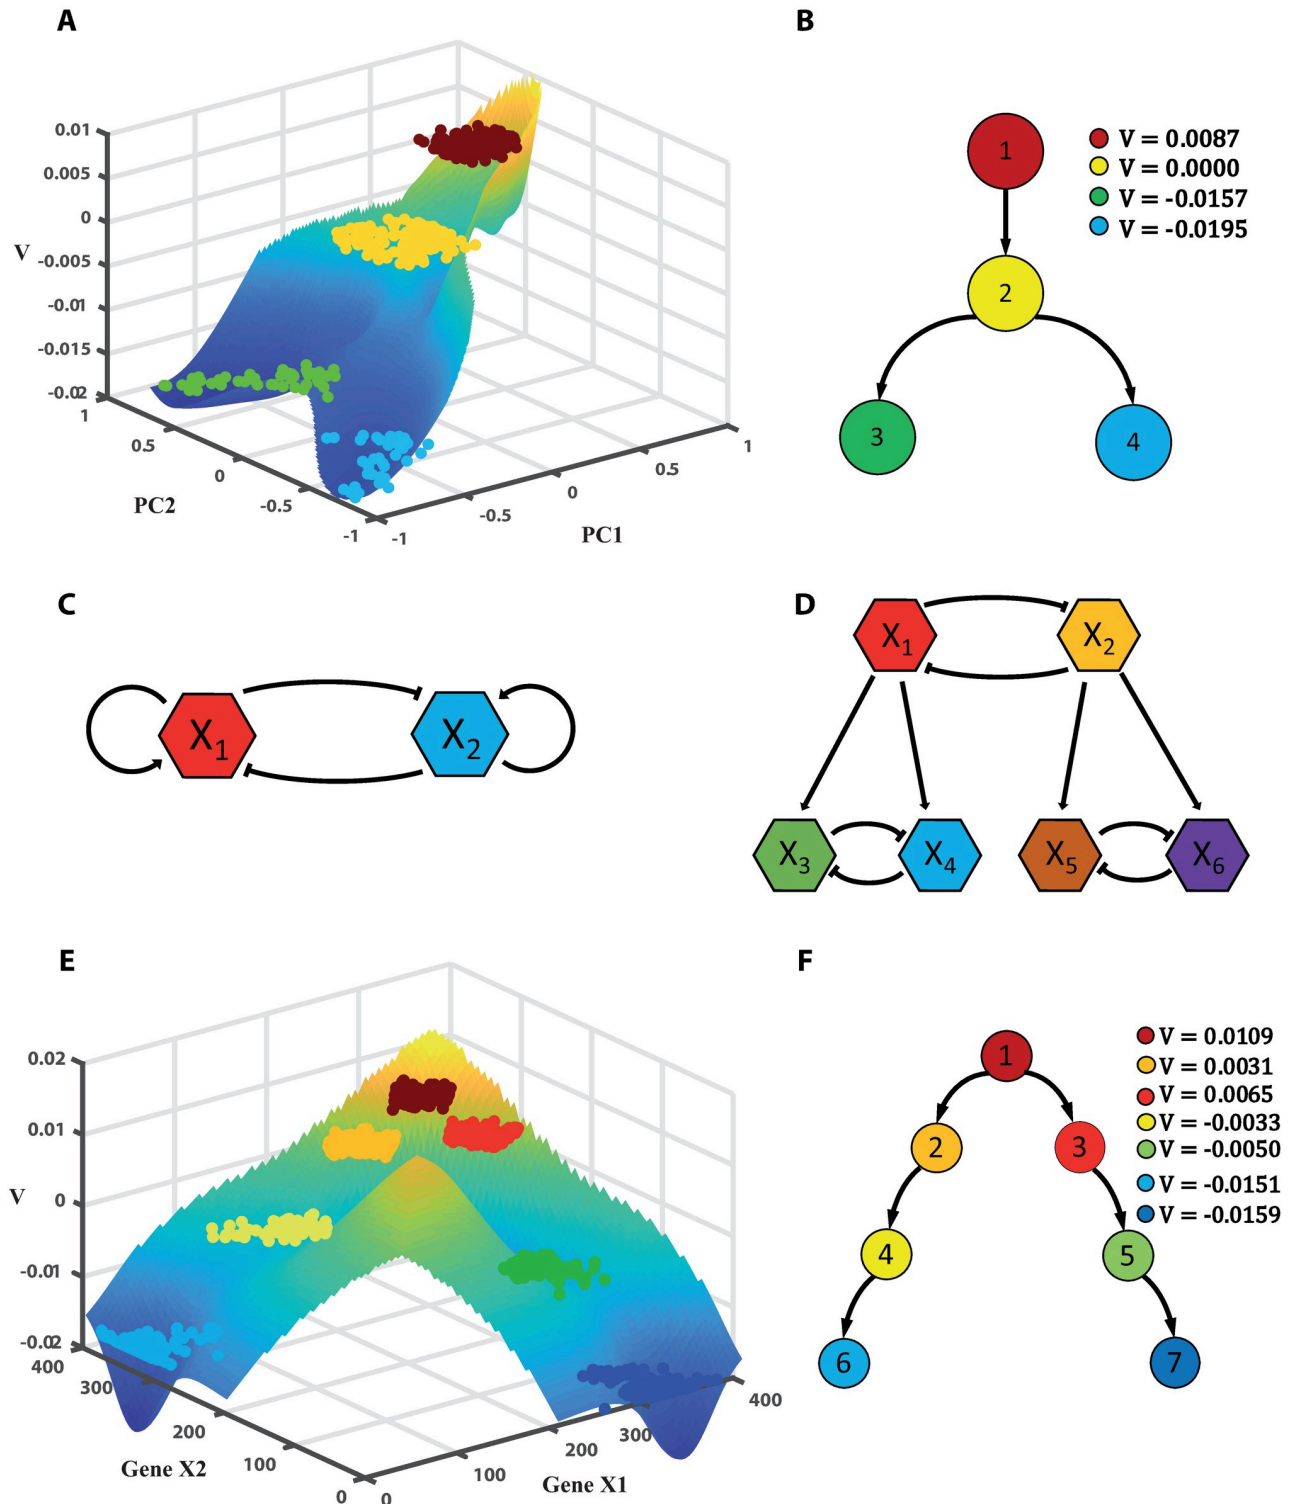 A
0.01
0.005
0
V
-0.005
-0.01
-0.015
-0.02
1
0.5
0
-0.5
-1
PC2
-1
-0.5
0
0.5
1
PC1
B
1
2
3
4
V = 0.0087
V = 0.0000
V = -0.0157
V = -0.0195
C
X1
X2
D
X1
X2
X3
X4
X5
X6
E
0.02
0.01
V
0
-0.01
-0.02
400
300
200
100
0
Gene X2
0
100
200
300
400
Gene X1
F
1
2
3
4
5
6
7
V = 0.0109
V = 0.0031
V = 0.0065
V = -0.0033
V = -0.0050
V = -0.0151
V = -0.0159